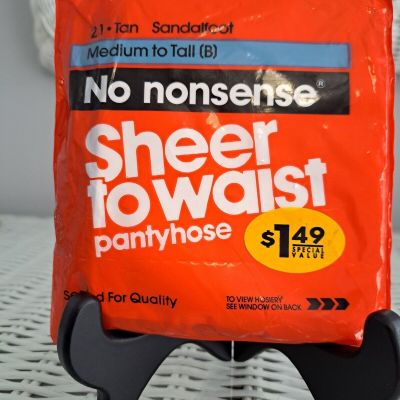 21 • Tan Sandalfoot
Medium to Tall (B)
No nonsense®
Sheer
to waist
pantyhose
$1.49
SPECIAL
VALUE
For Quality
TO VIEW HOSIERY
SEE WINDOW ON BACK